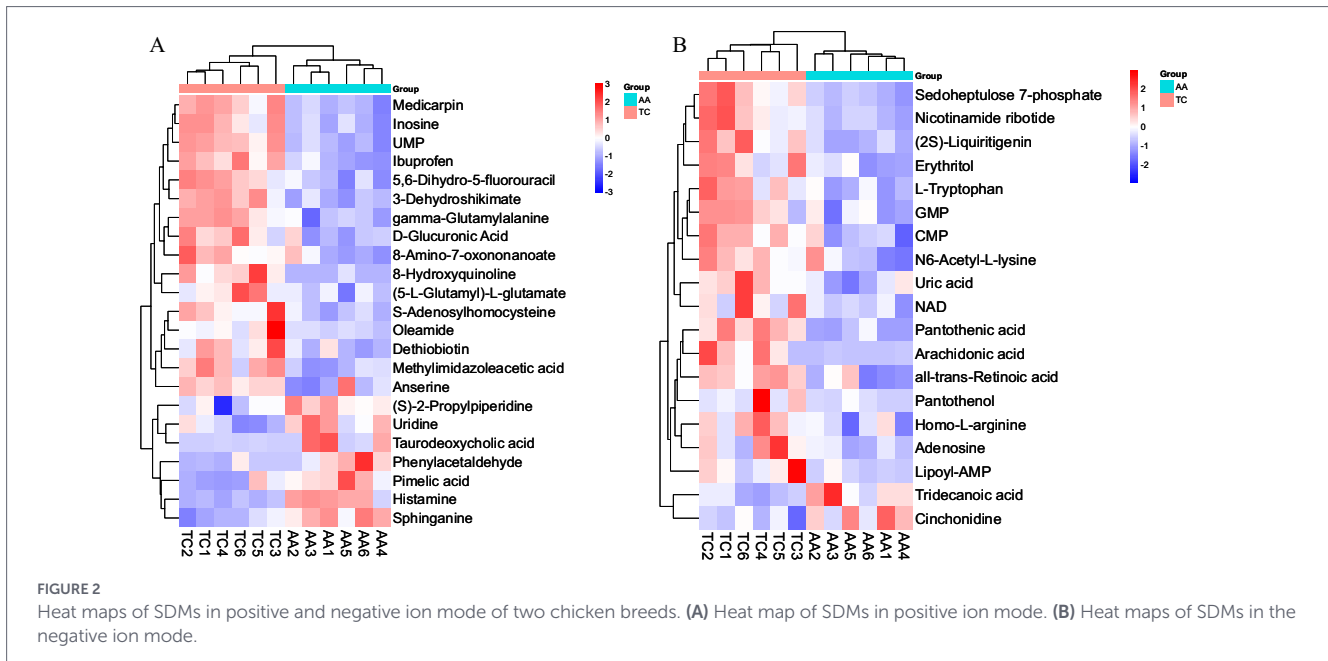 A
Group
Medicarpin
Inosine
UMP
Ibuprofen
5,6-Dihydro-5-fluorouracil
3-Dehydroshikimate
gamma-Glutamylalanine
D-Glucuronic Acid
8-Amino-7-oxononanoate
8-Hydroxyquinoline
(5-L-Glutamyl)-L-glutamate
S-Adenosylhomocysteine
Oleamide
Dethiobiotin
Methylimidazoleacetic acid
Anserine
(S)-2-Propylpiperidine
Uridine
Taurodeoxycholic acid
Phenylacetaldehyde
Pimelic acid
Histamine
Sphinganine
TC2 TC1 TC4 TC6 TC5 TC3 AA2 AA3 AA1 AA5 AA6 AA4
3
2
1
0
-1
-2
-3
Group
AA
TC
B
Group
Sedoheptulose 7-phosphate
Nicotinamide ribotide
(2S)-Liquiritigenin
Erythritol
L-Tryptophan
GMP
CMP
N6-Acetyl-L-lysine
Uric acid
NAD
Pantothenic acid
Arachidonic acid
all-trans-Retinoic acid
Pantothenol
Homo-L-arginine
Adenosine
Lipoyl-AMP
Tridecanoic acid
Cinchonidine
TC2 TC1 TC6 TC4 TC5 TC3 AA2 AA3 AA5 AA6 AA1 AA4
2
1
0
-1
-2
Group
AA
TC
FIGURE 2
Heat maps of SDMs in positive and negative ion mode of two chicken breeds. (A) Heat map of SDMs in positive ion mode. (B) Heat maps of SDMs in the
negative ion mode.